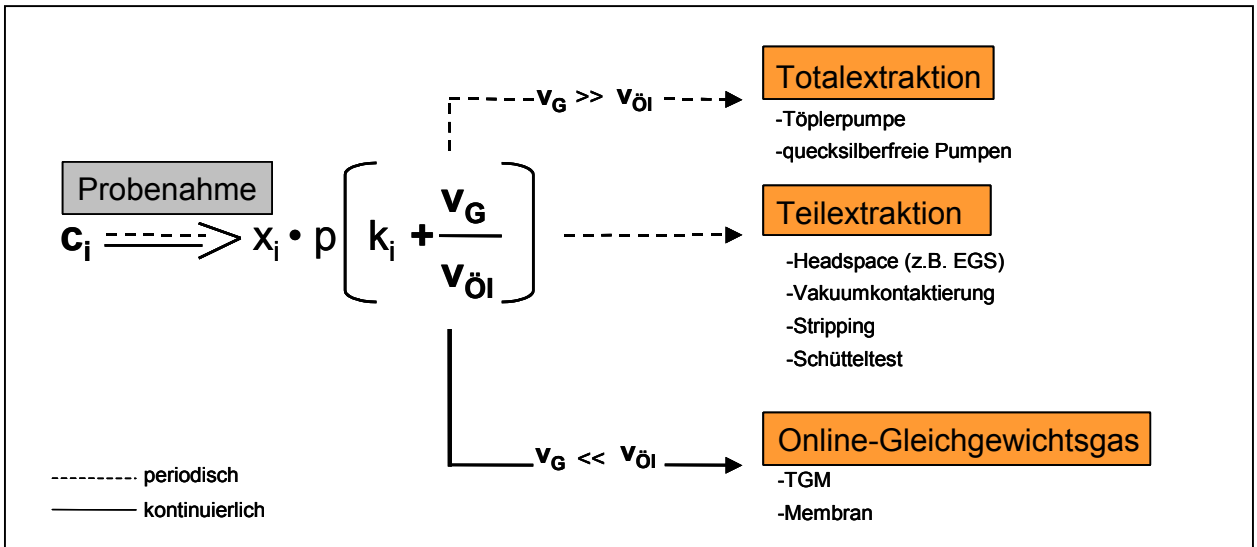 v_G >> v_Öl
Totalextraktion
-Töplerpumpe
-quecksilberfreie Pumpen
Probenahme
c_i ⇒ x_i • p [ k_i + v_G / v_Öl ]
Teilextraktion
-Headspace (z.B. EGS)
-Vakuumkontaktierung
-Stripping
-Schütteltest
v_G << v_Öl
Online-Gleichgewichtsgas
-TGM
-Membran
periodisch
kontinuierlich